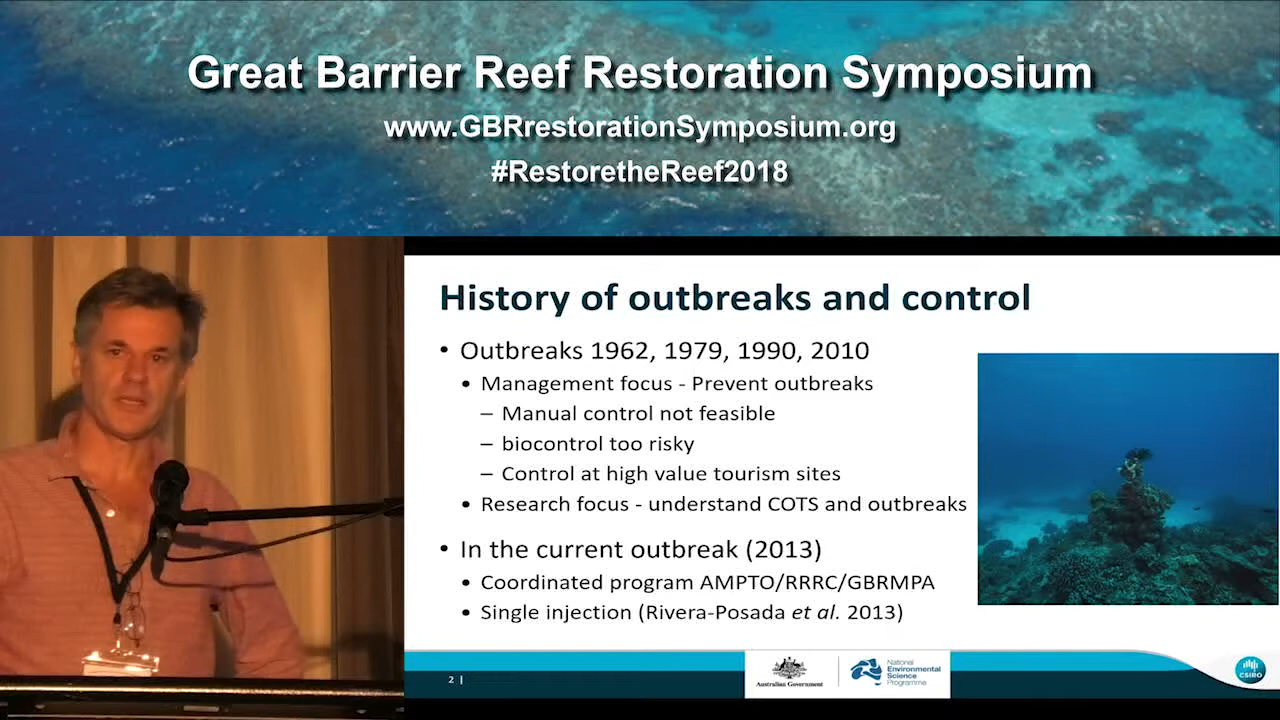 Great Barrier Reef Restoration Symposium
www.GBRrestorationSymposium.org
#RestoretheReef2018
History of outbreaks and control
• Outbreaks 1962, 1979, 1990, 2010
• Management focus - Prevent outbreaks
– Manual control not feasible
– biocontrol too risky
– Control at high value tourism sites
• Research focus - understand COTS and outbreaks
• In the current outbreak (2013)
• Coordinated program AMPTO/RRRC/GBRMPA
• Single injection (Rivera-Posada et al. 2013)
2 |
Australian Government
National
Environmental
Science
Programme
CSIRO